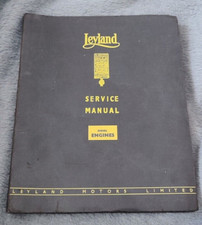 Leyland
SERVICE
MANUAL
ENGINES
LEYLAND MOTORS LIMITED